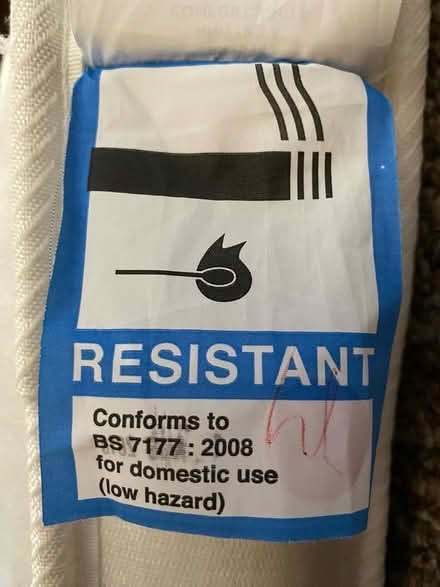 RESISTANT
Conforms to
BS 7177 : 2008
for domestic use
(low hazard)